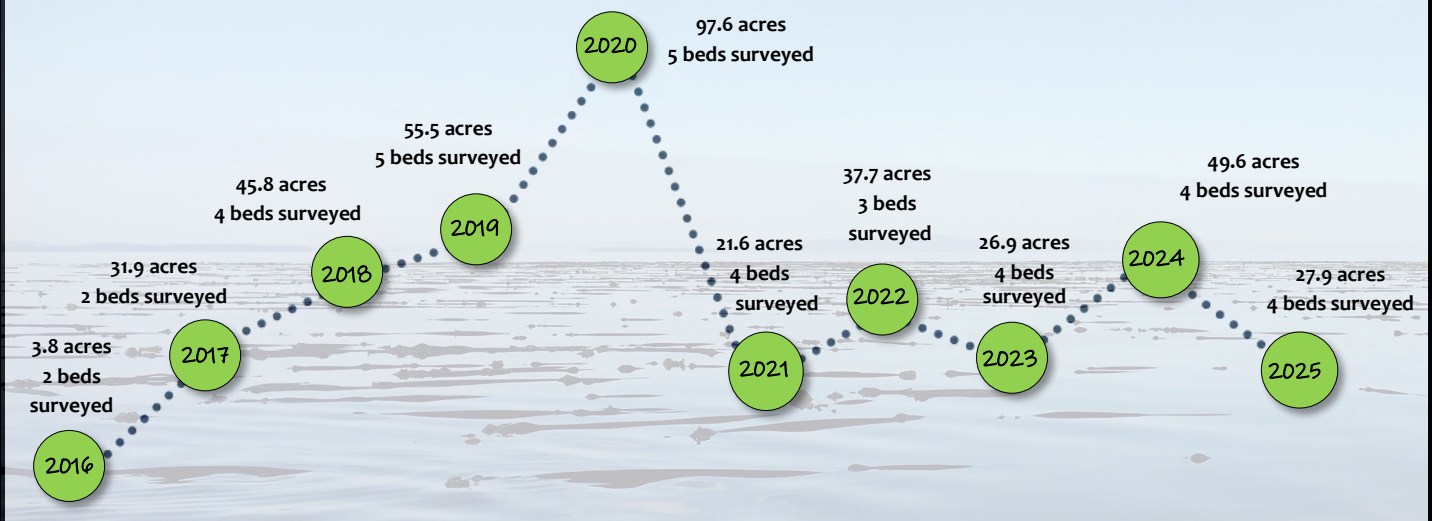 3.8 acres
2 beds
surveyed
2016
31.9 acres
2 beds surveyed
2017
45.8 acres
4 beds surveyed
2018
55.5 acres
5 beds surveyed
2019
2020
97.6 acres
5 beds surveyed
21.6 acres
4 beds
surveyed
2021
37.7 acres
3 beds
surveyed
2022
26.9 acres
4 beds
surveyed
2023
49.6 acres
4 beds surveyed
2024
27.9 acres
4 beds surveyed
2025